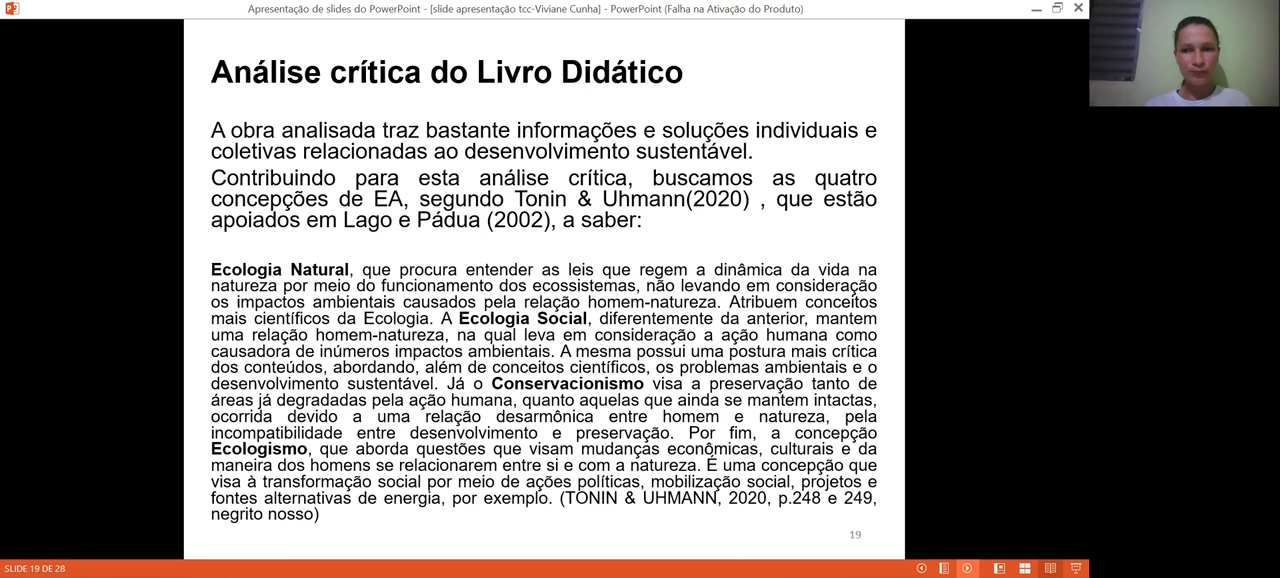 Apresentação de slides do PowerPoint - [slide apresentação tcc-Viviane Cunha] - PowerPoint (Falha na Ativação do Produto)
Análise crítica do Livro Didático
A obra analisada traz bastante informações e soluções individuais e
coletivas relacionadas ao desenvolvimento sustentável.
Contribuindo para esta análise crítica, buscamos as quatro
concepções de EA, segundo Tonin & Uhmann(2020) , que estão
apoiados em Lago e Pádua (2002), a saber:
Ecologia Natural, que procura entender as leis que regem a dinâmica da vida na
natureza por meio do funcionamento dos ecossistemas, não levando em consideração
os impactos ambientais causados pela relação homem-natureza. Atribuem conceitos
mais científicos da Ecologia. A Ecologia Social, diferentemente da anterior, mantem
uma relação homem-natureza, na qual leva em consideração a ação humana como
causadora de inúmeros impactos ambientais. A mesma possui uma postura mais crítica
dos conteúdos, abordando, além de conceitos científicos, os problemas ambientais e o
desenvolvimento sustentável. Já o Conservacionismo visa a preservação tanto de
áreas já degradadas pela ação humana, quanto aquelas que ainda se mantem intactas,
ocorrida devido a uma relação desarmônica entre homem e natureza, pela
incompatibilidade entre desenvolvimento e preservação. Por fim, a concepção
Ecologismo, que aborda questões que visam mudanças econômicas, culturais e da
maneira dos homens se relacionarem entre si e com a natureza. É uma concepção que
visa à transformação social por meio de ações políticas, mobilização social, projetos e
fontes alternativas de energia, por exemplo. (TONIN & UHMANN, 2020, p.248 e 249,
negrito nosso)
19
SLIDE 19 DE 28